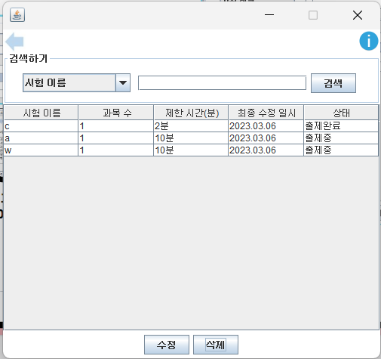 검색하기
시험 이름 검색
시험 이름 과목 수 제한 시간(분) 최종 수정 일시 상태
c 1 2분 2023.03.06 출제완료
a 1 10분 2023.03.06 출제중
w 1 10분 2023.03.06 출제중
수정 삭제